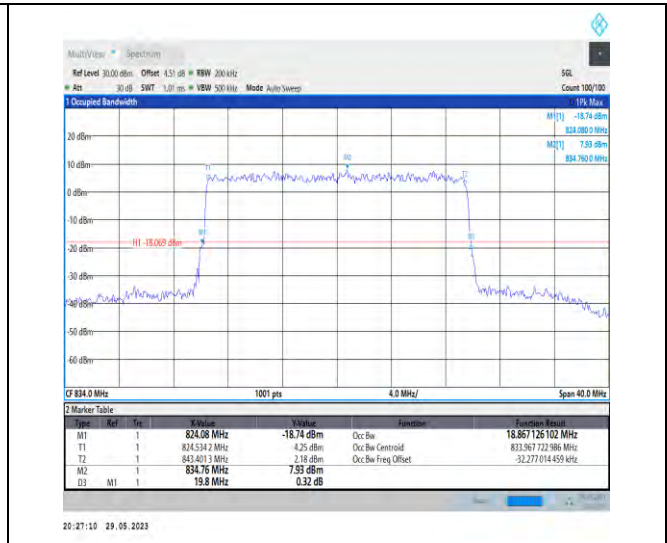 MultiView Spectrum
Ref Level 30.00 dBm Offset 4.51 dB RBW 200 kHz SGL
Att 30 dB SWT 1.01 ms VBW 500 kHz Mode Auto Sweep Count 100/100
1 Occupied Bandwidth 1Pk Max
M1[1] -18.74 dBm
824.080 0 MHz
M2[1] 7.93 dBm
834.760 0 MHz
20 dBm
10 dBm
0 dBm
-10 dBm
-20 dBm
-30 dBm
-40 dBm
-50 dBm
-60 dBm
T1
M2
T2
M1
H1 -18.069 dBm
CF 834.0 MHz 1001 pts 4.0 MHz/ Span 40.0 MHz
2 Marker Table
Type Ref Trc X-Value Y-Value Function Function Result
M1 1 824.08 MHz -18.74 dBm Occ Bw 18.867 126 102 MHz
T1 1 824.534 2 MHz 4.25 dBm Occ Bw Centroid 833.967 722 986 MHz
T2 1 843.401 3 MHz 2.18 dBm Occ Bw Freq Offset -32.277 014 459 kHz
M2 1 834.76 MHz 7.93 dBm
D3 M1 1 19.8 MHz 0.32 dB
20:27:10 29.05.2023